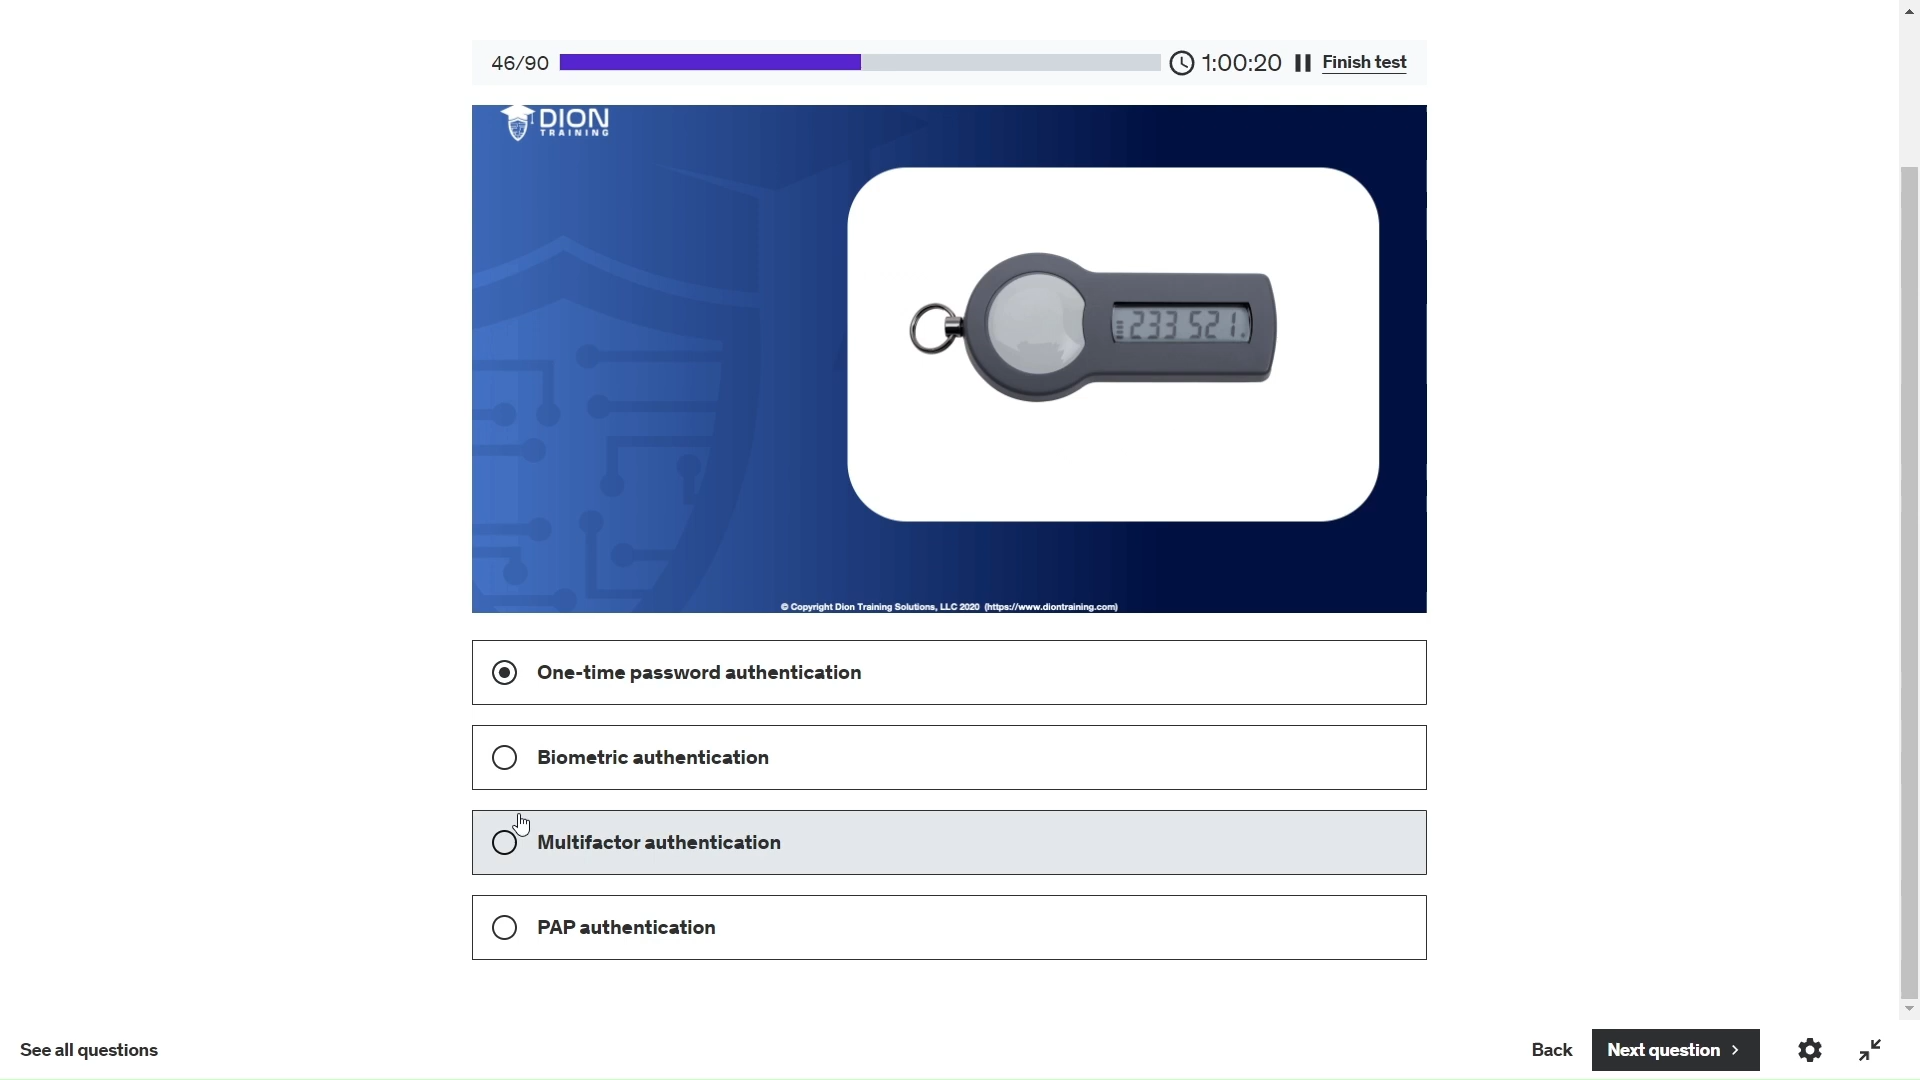 46/90
1:00:20
Finish test
DION
TRAINING
233 521.
© Copyright Dion Training Solutions, LLC 2020 (https://www.diontraining.com)
One-time password authentication
Biometric authentication
Multifactor authentication
PAP authentication
See all questions
Back
Next question